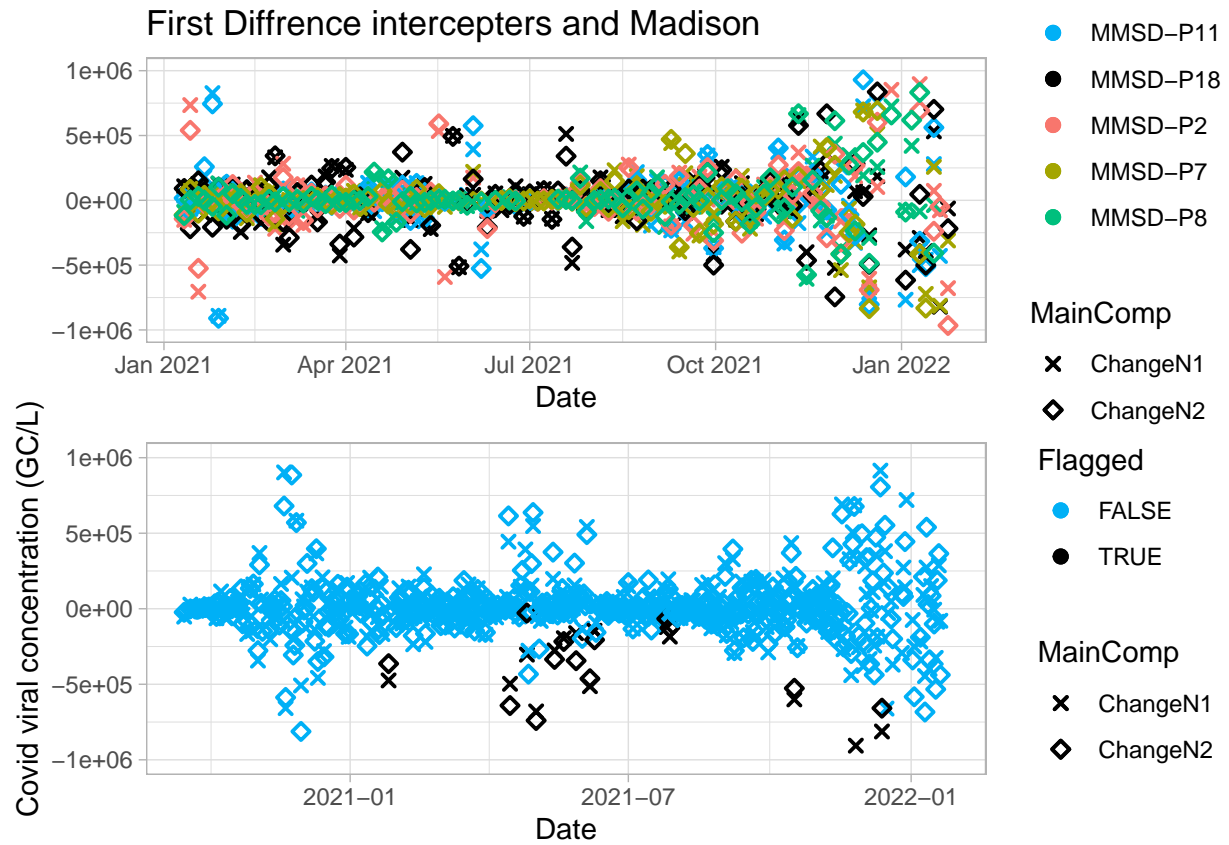 First Diffrence intercepters and Madison
1e+06
5e+05
0e+00
−5e+05
−1e+06
Jan 2021
Apr 2021
Jul 2021
Oct 2021
Jan 2022
Date
MMSD−P11
MMSD−P18
MMSD−P2
MMSD−P7
MMSD−P8
MainComp
ChangeN1
ChangeN2
Covid viral concentration (GC/L)
1e+06
5e+05
0e+00
−5e+05
−1e+06
2021−01
2021−07
2022−01
Date
Flagged
FALSE
TRUE
MainComp
ChangeN1
ChangeN2